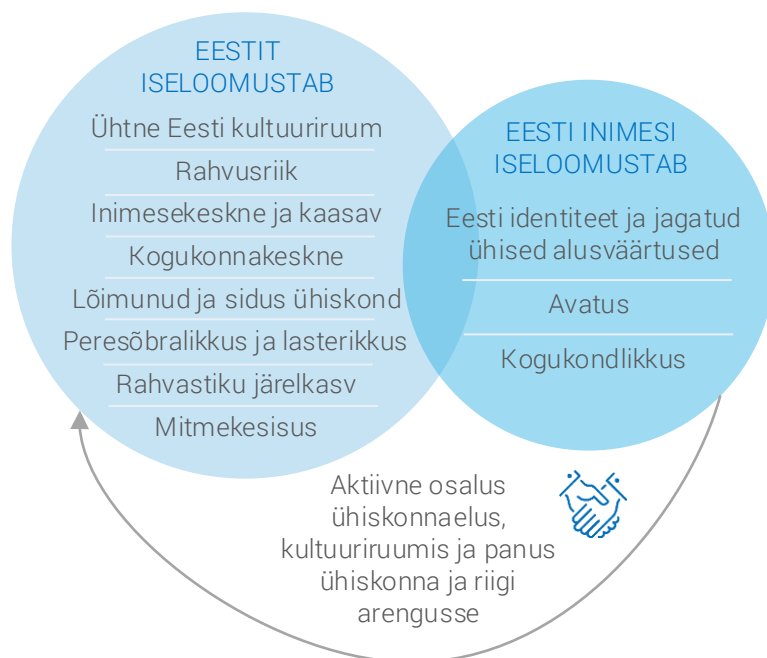 EESTIT
ISELOOMUSTAB
Ühtne Eesti kultuuriruum
Rahvusriik
Inimesekeskne ja kaasav
Kogukonnakeskne
Lõimunud ja sidus ühiskond
Peresõbralikkus ja lasterikkus
Rahvastiku järelkasv
Mitmekesisus
EESTI INIMESI
ISELOOMUSTAB
Eesti identiteet ja jagatud
ühised alusväärtused
Avatus
Kogukondlikkus
Aktiivne osalus
ühiskonnaelus,
kultuuriruumis ja panus
ühiskonna ja riigi
arengusse